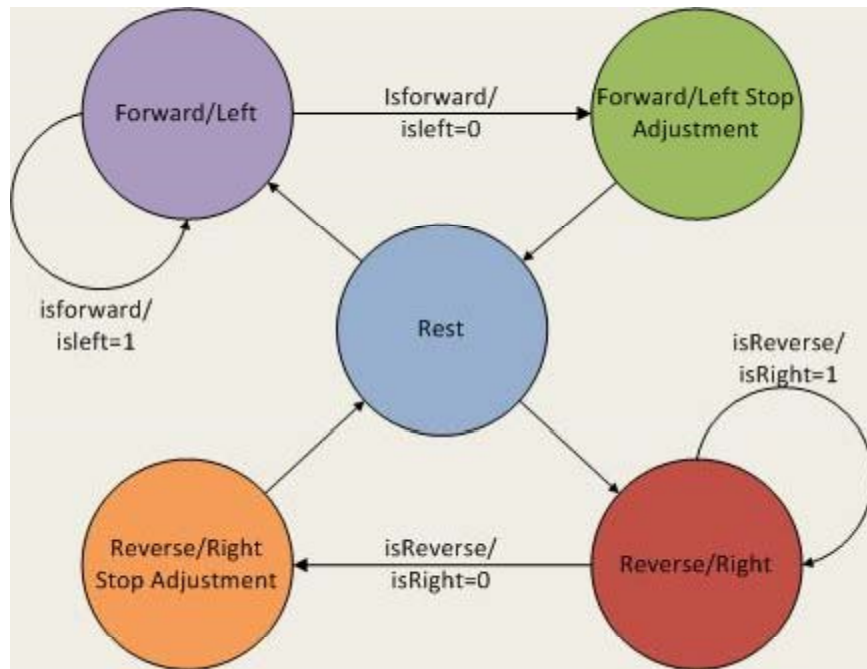 Forward/Left
Isforward/
isleft=0
Forward/Left Stop
Adjustment
isforward/
isleft=1
Rest
isReverse/
isRight=1
Reverse/Right
Stop Adjustment
isReverse/
isRight=0
Reverse/Right